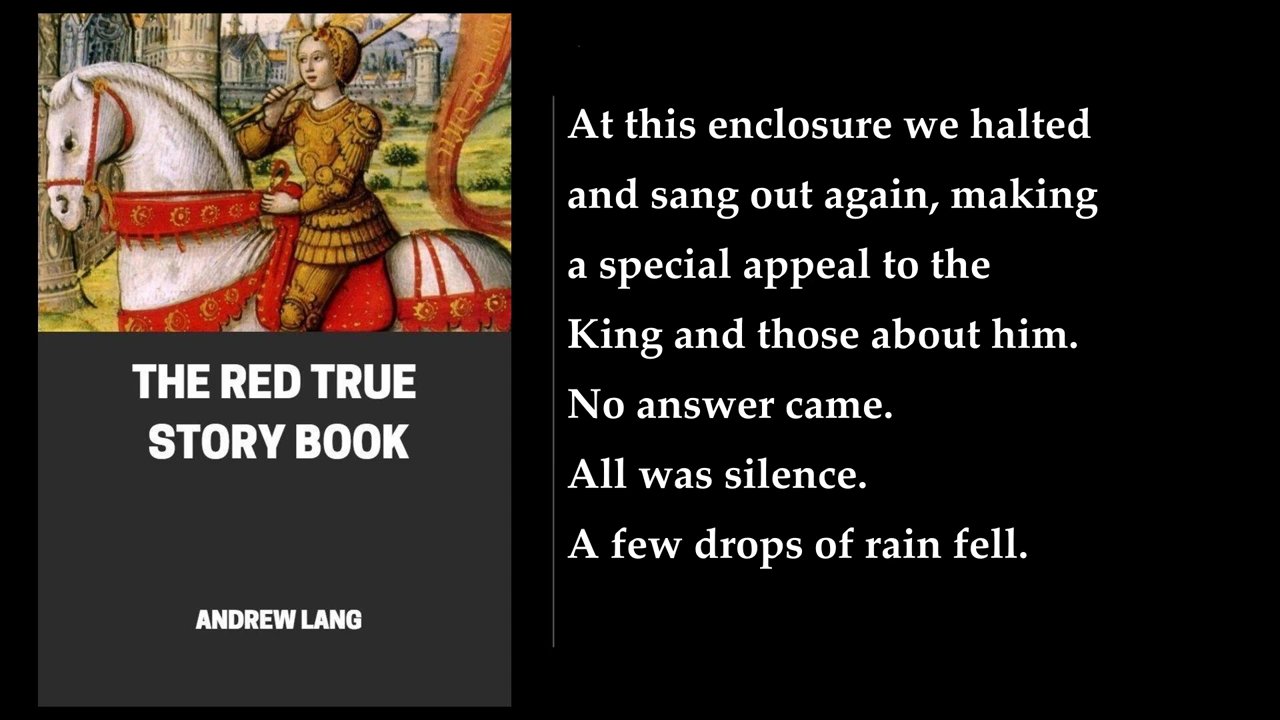 THE RED TRUE
STORY BOOK
ANDREW LANG
At this enclosure we halted
and sang out again, making
a special appeal to the
King and those about him.
No answer came.
All was silence.
A few drops of rain fell.